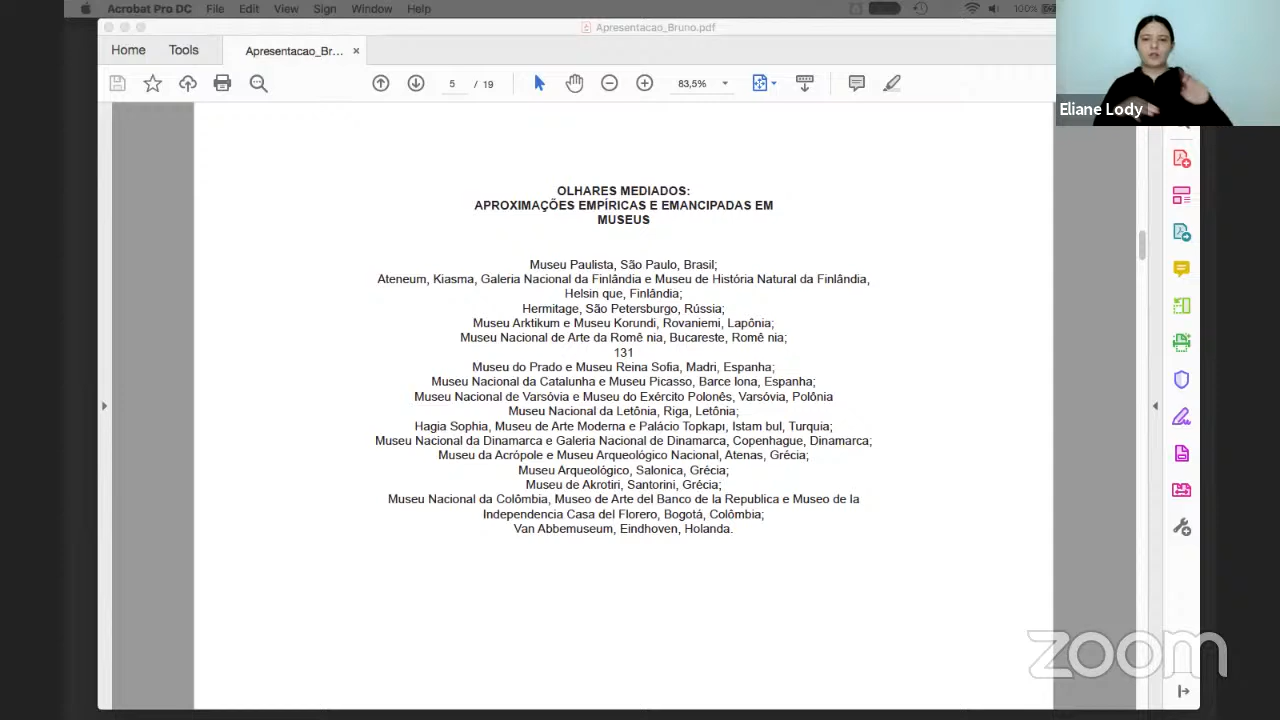 Acrobat Pro DC File Edit View Sign Window Help
100%
Apresentacao_Bruno.pdf
Home Tools Apresentacao_Br... ×
5 / 19 83,5%
Eliane Lody
OLHARES MEDIADOS:
APROXIMAÇÕES EMPÍRICAS E EMANCIPADAS EM
MUSEUS
Museu Paulista, São Paulo, Brasil;
Ateneum, Kiasma, Galeria Nacional da Finlândia e Museu de História Natural da Finlândia,
Helsin que, Finlândia;
Hermitage, São Petersburgo, Rússia;
Museu Arktikum e Museu Korundi, Rovaniemi, Lapônia;
Museu Nacional de Arte da Romê nia, Bucareste, Romê nia;
131
Museu do Prado e Museu Reina Sofia, Madri, Espanha;
Museu Nacional da Catalunha e Museu Picasso, Barce lona, Espanha;
Museu Nacional de Varsóvia e Museu do Exército Polonês, Varsóvia, Polônia
Museu Nacional da Letônia, Riga, Letônia;
Hagia Sophia, Museu de Arte Moderna e Palácio Topkapı, Istam bul, Turquia;
Museu Nacional da Dinamarca e Galeria Nacional de Dinamarca, Copenhague, Dinamarca;
Museu da Acrópole e Museu Arqueológico Nacional, Atenas, Grécia;
Museu Arqueológico, Salonica, Grécia;
Museu de Akrotiri, Santorini, Grécia;
Museu Nacional da Colômbia, Museo de Arte del Banco de la Republica e Museo de la
Independencia Casa del Florero, Bogotá, Colômbia;
Van Abbemuseum, Eindhoven, Holanda.
zoom